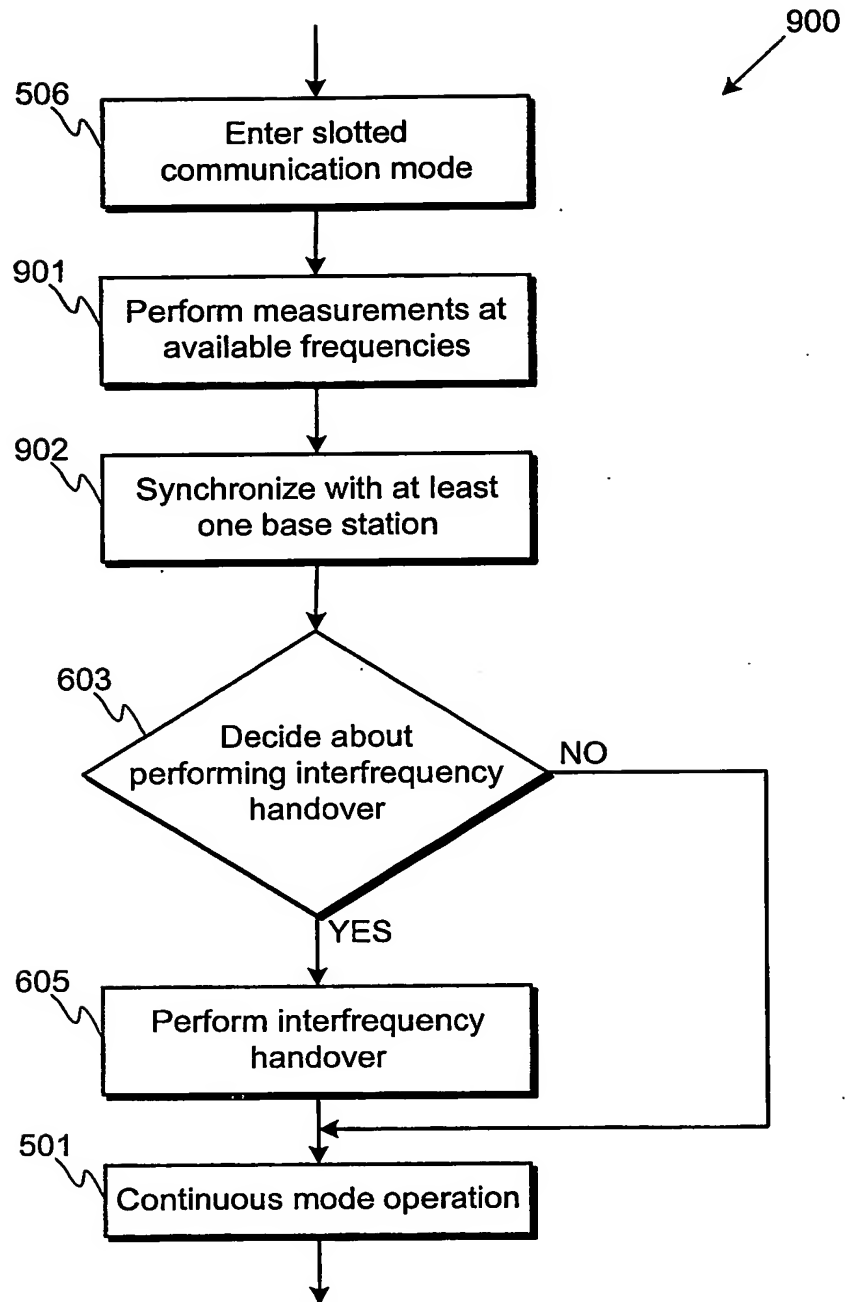 900
506
Enter slotted
communication mode
901
Perform measurements at
available frequencies
902
Synchronize with at least
one base station
603
Decide about
performing interfrequency
handover
NO
YES
605
Perform interfrequency
handover
501
Continuous mode operation